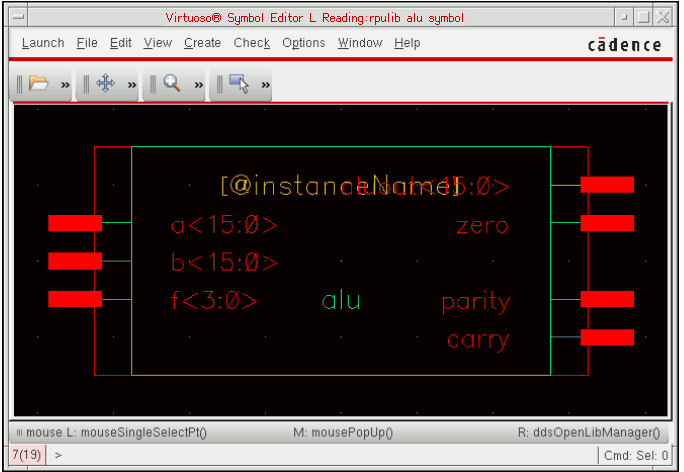 Virtuoso® Symbol Editor L Reading:rpulib alu symbol
Launch File Edit View Create Check Options Window Help
cādence
» » » »
[@instanceName]
:0>
a<15:0>
zero
b<15:0>
f<3:0>
alu
parity
carry
mouse L: mouseSingleSelectPt()
M: mousePopUp()
R: ddsOpenLibManager()
7(19)
>
Cmd: Sel: 0